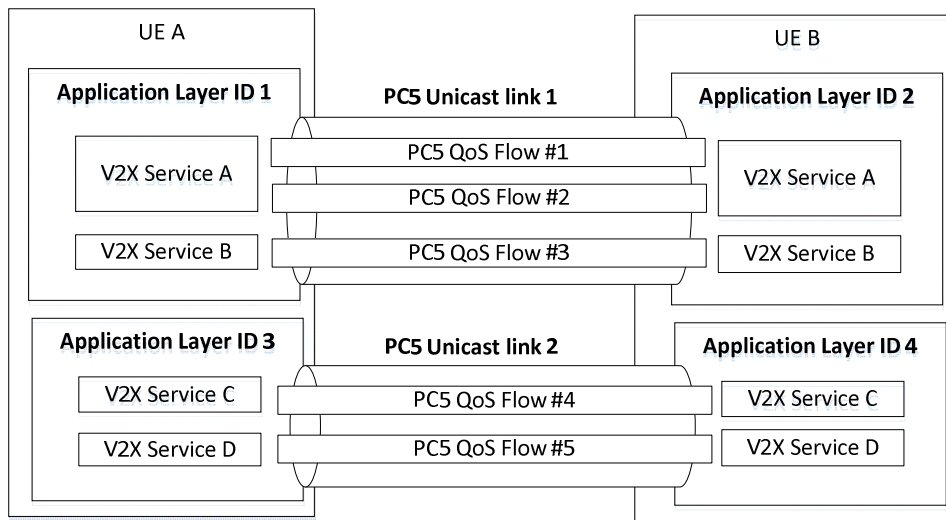 UE A
UE B
Application Layer ID 1
PC5 Unicast link 1
Application Layer ID 2
V2X Service A
PC5 QoS Flow #1
V2X Service A
PC5 QoS Flow #2
V2X Service B
PC5 QoS Flow #3
V2X Service B
Application Layer ID 3
PC5 Unicast link 2
Application Layer ID 4
V2X Service C
PC5 QoS Flow #4
V2X Service C
V2X Service D
PC5 QoS Flow #5
V2X Service D